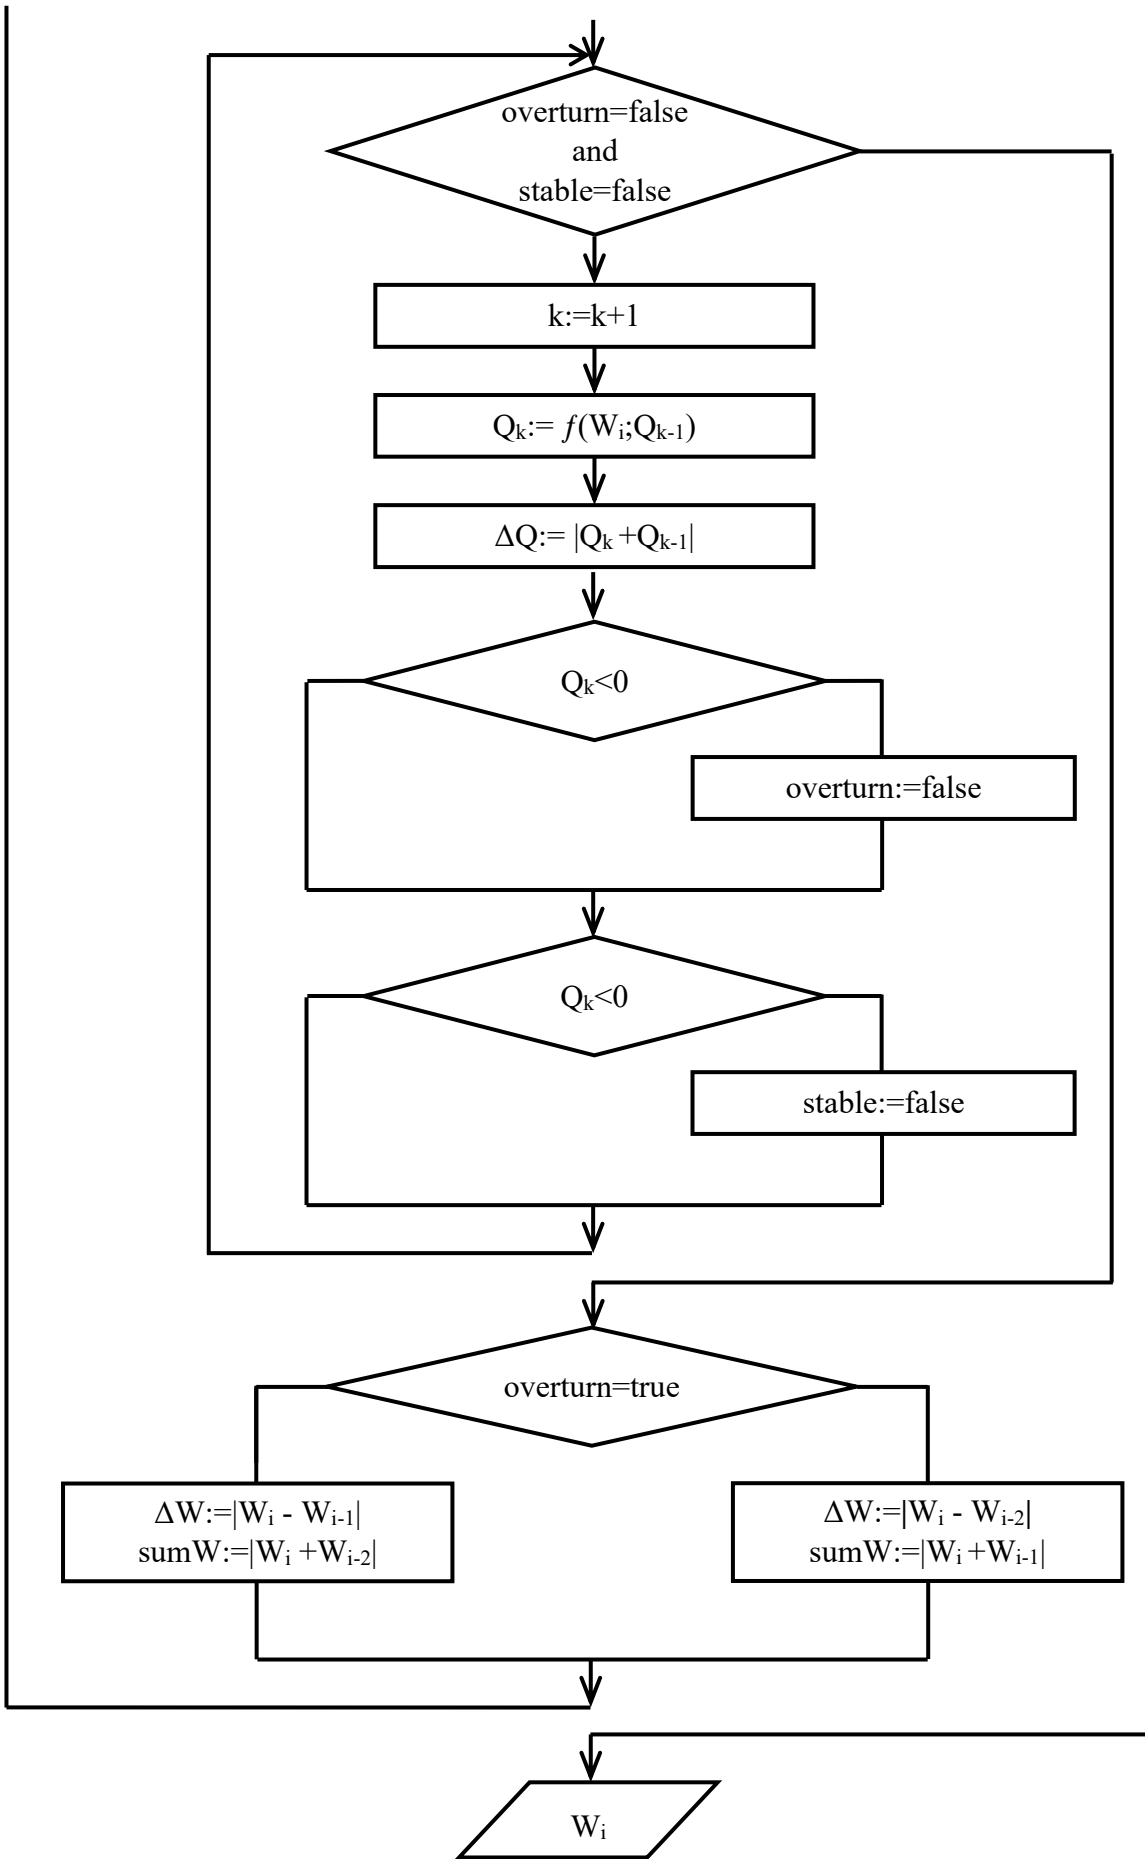 overturn=false
and
stable=false
k:=k+1
Qₖ:= f(Wᵢ;Qₖ₋₁)
ΔQ:= |Qₖ +Qₖ₋₁|
Qₖ<0
overturn:=false
Qₖ<0
stable:=false
overturn=true
ΔW:=|Wᵢ - Wᵢ₋₁|
sumW:=|Wᵢ +Wᵢ₋₂|
ΔW:=|Wᵢ - Wᵢ₋₂|
sumW:=|Wᵢ +Wᵢ₋₁|
Wᵢ